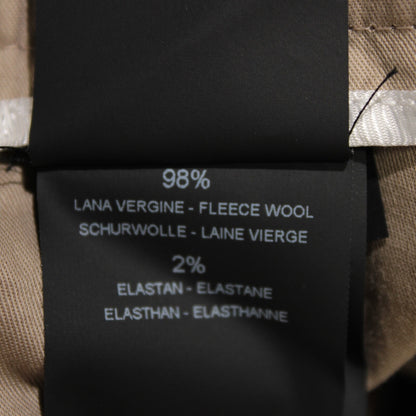 98%
LANA VERGINE - FLEECE WOOL
SCHURWOLLE - LAINE VIERGE
2%
ELASTAN - ELASTANE
ELASTHAN - ELASTHANNE